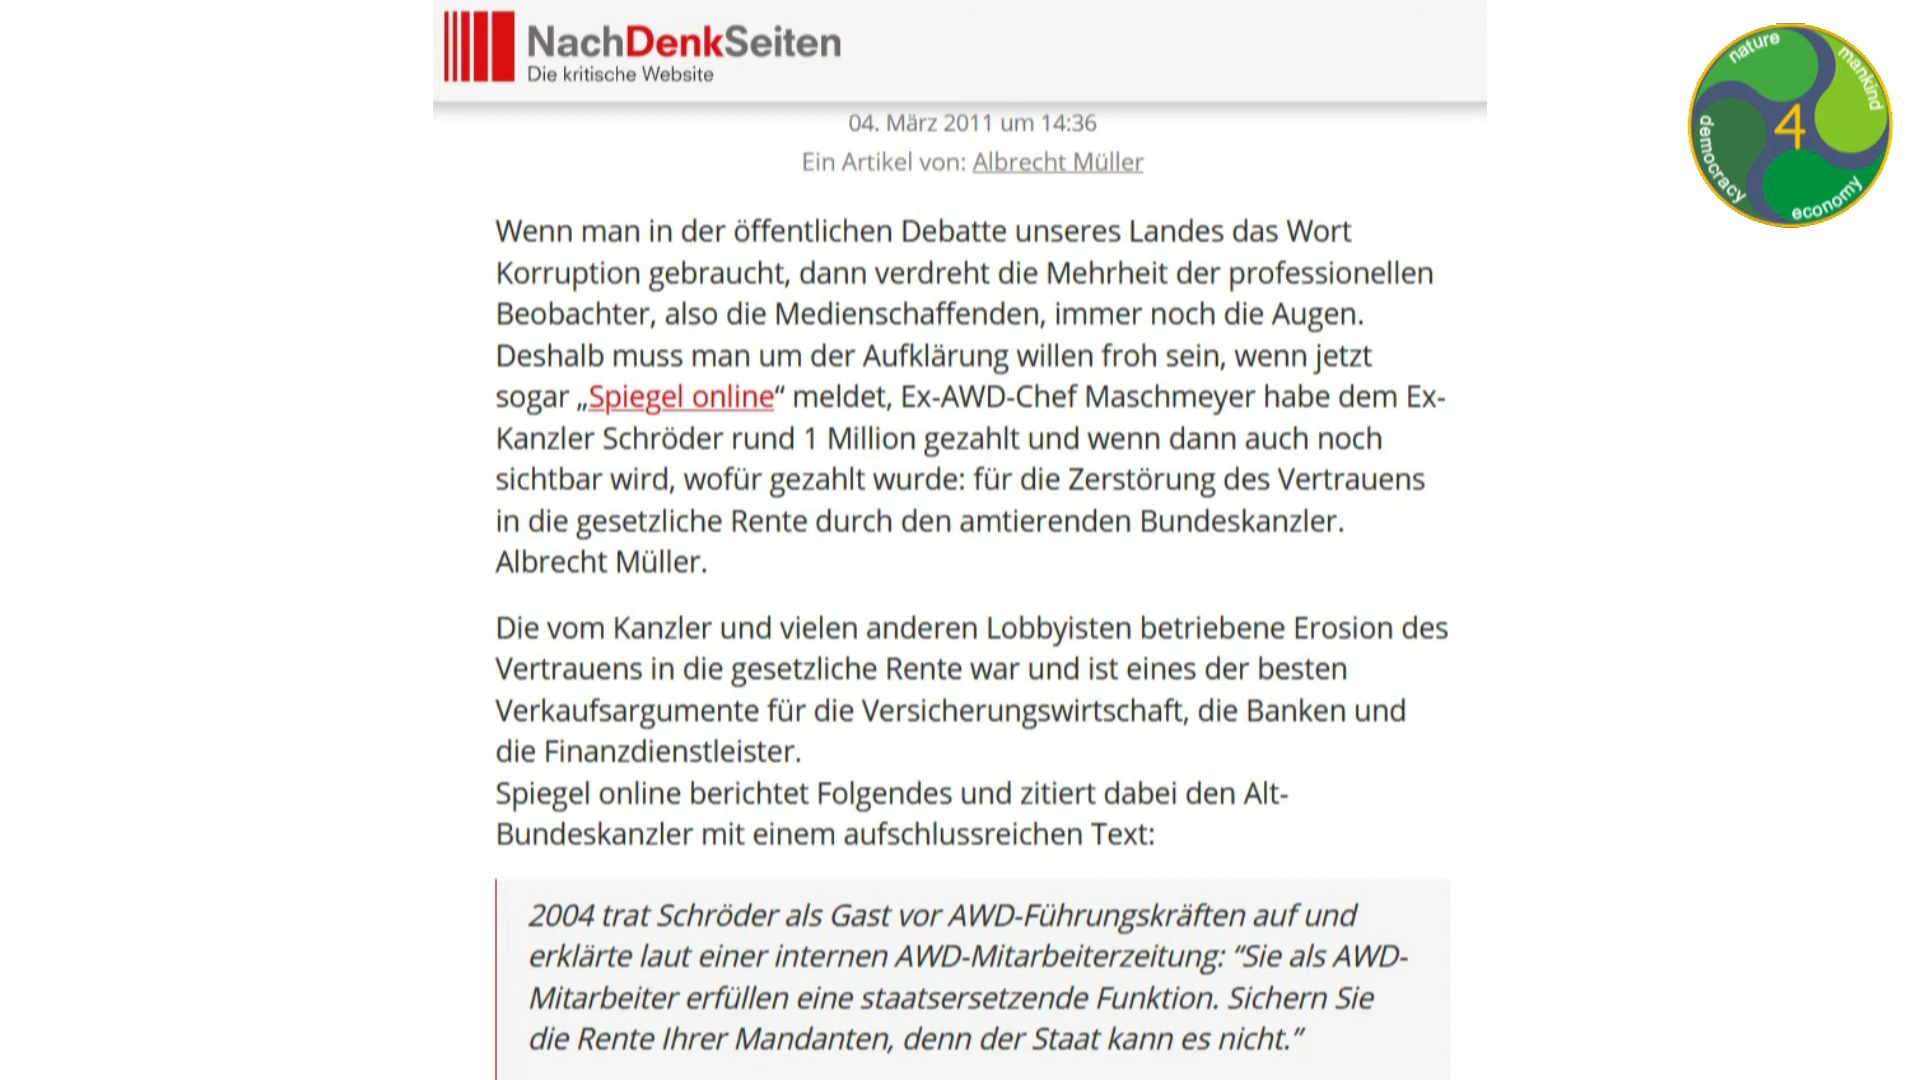 NachDenkSeiten
Die kritische Website
04. März 2011 um 14:36
Ein Artikel von: Albrecht Müller
Wenn man in der öffentlichen Debatte unseres Landes das Wort
Korruption gebraucht, dann verdreht die Mehrheit der professionellen
Beobachter, also die Medienschaffenden, immer noch die Augen.
Deshalb muss man um der Aufklärung willen froh sein, wenn jetzt
sogar „Spiegel online“ meldet, Ex-AWD-Chef Maschmeyer habe dem Ex-
Kanzler Schröder rund 1 Million gezahlt und wenn dann auch noch
sichtbar wird, wofür gezahlt wurde: für die Zerstörung des Vertrauens
in die gesetzliche Rente durch den amtierenden Bundeskanzler.
Albrecht Müller.
Die vom Kanzler und vielen anderen Lobbyisten betriebene Erosion des
Vertrauens in die gesetzliche Rente war und ist eines der besten
Verkaufsargumente für die Versicherungswirtschaft, die Banken und
die Finanzdienstleister.
Spiegel online berichtet Folgendes und zitiert dabei den Alt-
Bundeskanzler mit einem aufschlussreichen Text:
2004 trat Schröder als Gast vor AWD-Führungskräften auf und
erklärte laut einer internen AWD-Mitarbeiterzeitung: “Sie als AWD-
Mitarbeiter erfüllen eine staatsersetzende Funktion. Sichern Sie
die Rente Ihrer Mandanten, denn der Staat kann es nicht.”
nature
mankind
democracy
4
economy